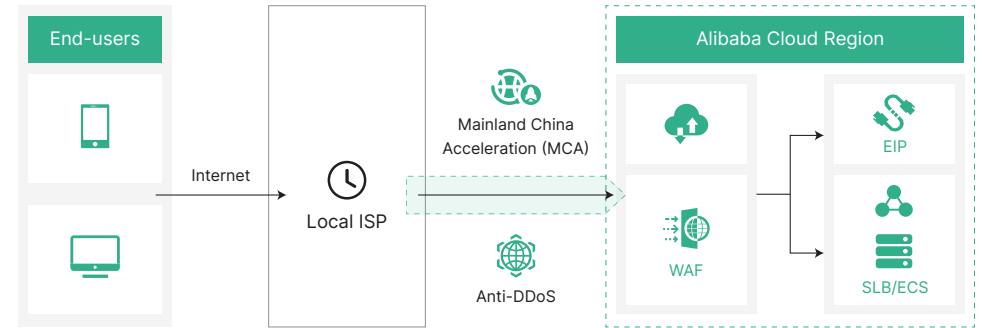 End-users
Internet
Local ISP
Mainland China
Acceleration (MCA)
Anti-DDoS
Alibaba Cloud Region
WAF
EIP
SLB/ECS